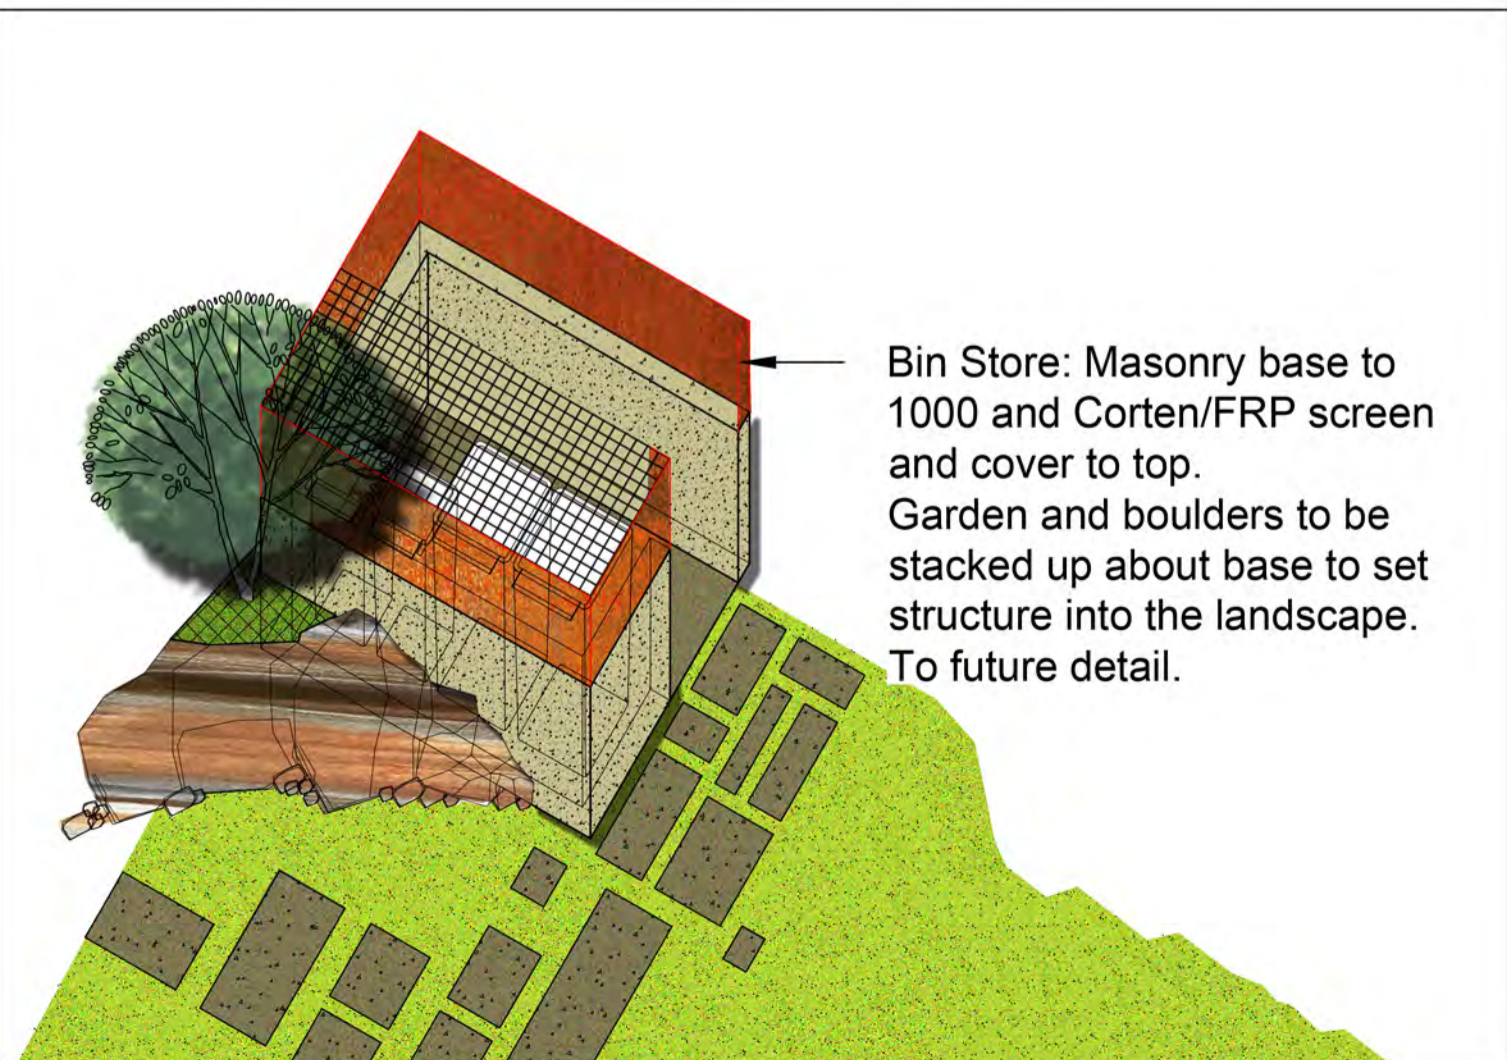 Bin Store: Masonry base to
1000 and Corten/FRP screen
and cover to top.
Garden and boulders to be
stacked up about base to set
structure into the landscape.
To future detail.